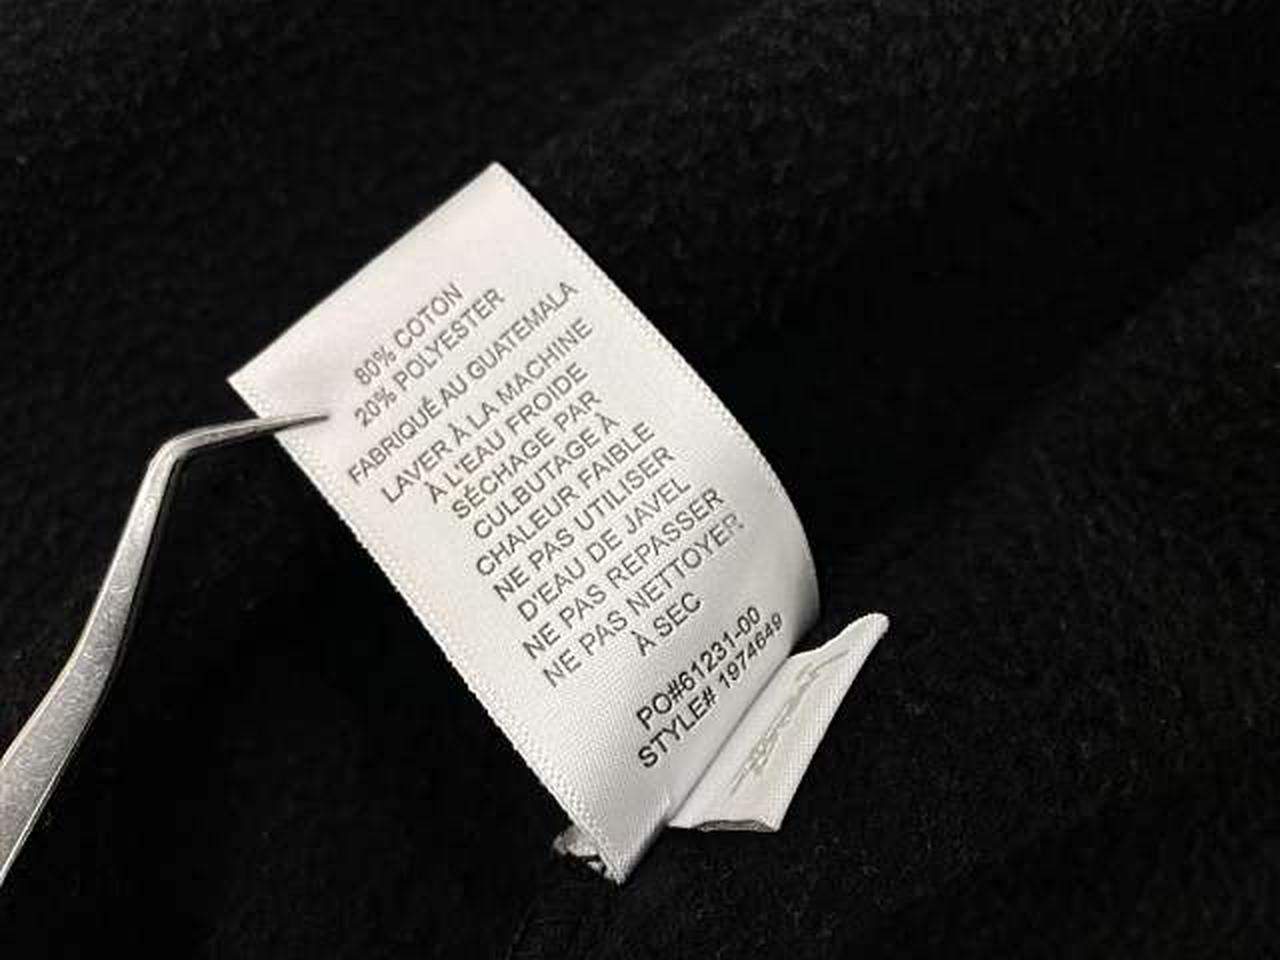 80% COTON
20% POLYESTER
FABRIQUÉ AU GUATEMALA
LAVER À LA MACHINE
À L'EAU FROIDE
SÉCHAGE PAR
CULBUTAGE À
CHALEUR FAIBLE
NE PAS UTILISER
D'EAU DE JAVEL
NE PAS REPASSER
NE PAS NETTOYER
À SEC
PO#61231-00
STYLE# 1974649